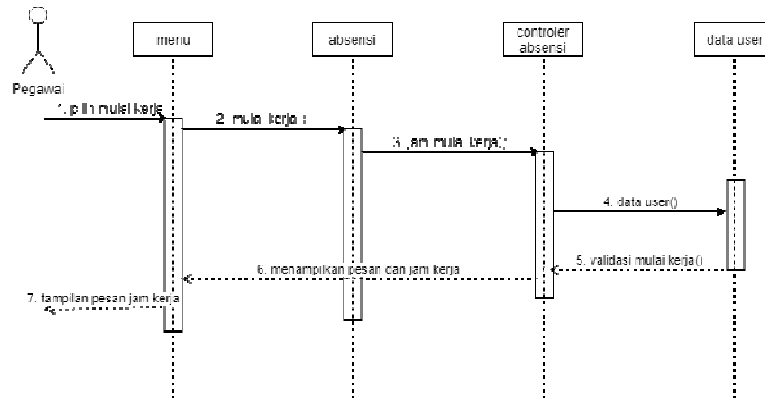 menu
absensi
controler
absensi
data user
Pegawai
1. pilih mulai kerja
2. mulai kerja
3. jam mulai kerja()
4. data user()
5. validasi mulai kerja()
6. menampilkan pesan dan jam kerja
7. tampilan pesan jam kerja